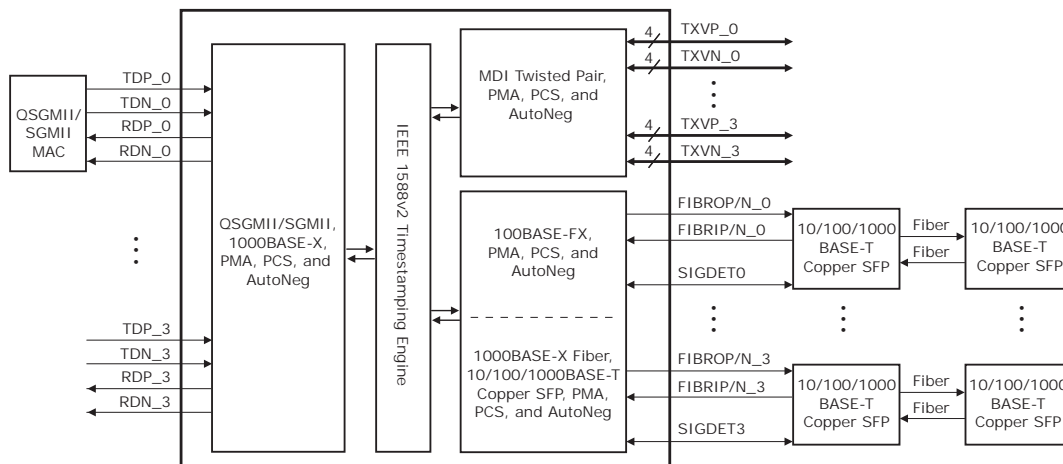 QSGMII/
SGMII
MAC
TDP_0
TDN_0
RDP_0
RDN_0
TDP_3
TDN_3
RDP_3
RDN_3
QSGMII/SGMII,
1000BASE-X,
PMA, PCS, and
AutoNeg
IEEE 1588v2 Timestamping Engine
MDI Twisted Pair,
PMA, PCS, and
AutoNeg
4 TXVP_0
4 TXVN_0
4 TXVP_3
4 TXVN_3
100BASE-FX,
PMA, PCS, and
AutoNeg
1000BASE-X Fiber,
10/100/1000BASE-T
Copper SFP, PMA,
PCS, and AutoNeg
FIBROP/N_0
FIBRIP/N_0
SIGDET0
10/100/1000
BASE-T
Copper SFP
Fiber
Fiber
10/100/1000
BASE-T
Copper SFP
FIBROP/N_3
FIBRIP/N_3
SIGDET3
10/100/1000
BASE-T
Copper SFP
Fiber
Fiber
10/100/1000
BASE-T
Copper SFP